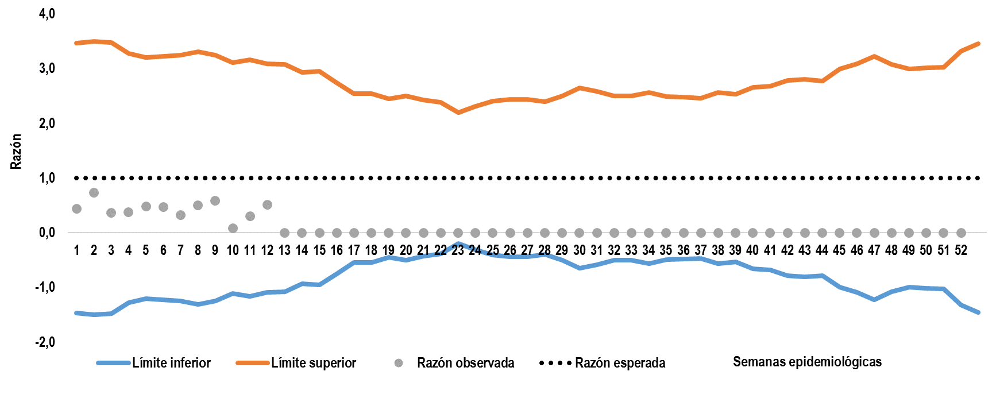 4,0
3,0
2,0
1,0
0,0
-1,0
-2,0
Razón
1 2 3 4 5 6 7 8 9 10 11 12 13 14 15 16 17 18 19 20 21 22 23 24 25 26 27 28 29 30 31 32 33 34 35 36 37 38 39 40 41 42 43 44 45 46 47 48 49 50 51 52
Límite inferior Límite superior Razón observada Razón esperada Semanas epidemiológicas